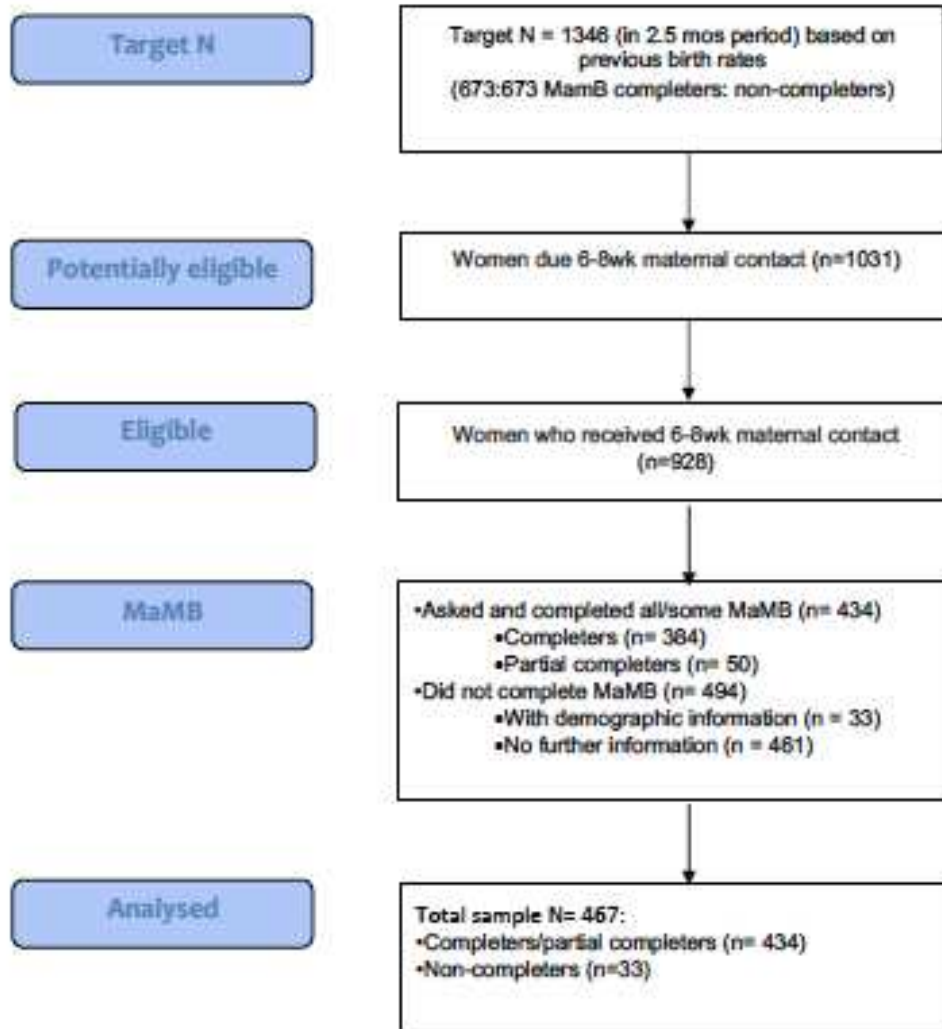 Target N
Target N = 1346 (in 2.5 mos period) based on
previous birth rates
(673:673 MamB completers: non-completers)
Potentially eligible
Women due 6-8wk maternal contact (n=1031)
Eligible
Women who received 6-8wk maternal contact
(n=928)
MaMB
•Asked and completed all/some MaMB (n= 434)
•Completers (n= 384)
•Partial completers (n= 50)
•Did not complete MaMB (n= 494)
•With demographic information (n = 33)
•No further information (n = 461)
Analysed
Total sample N= 467:
•Completers/partial completers (n= 434)
•Non-completers (n=33)